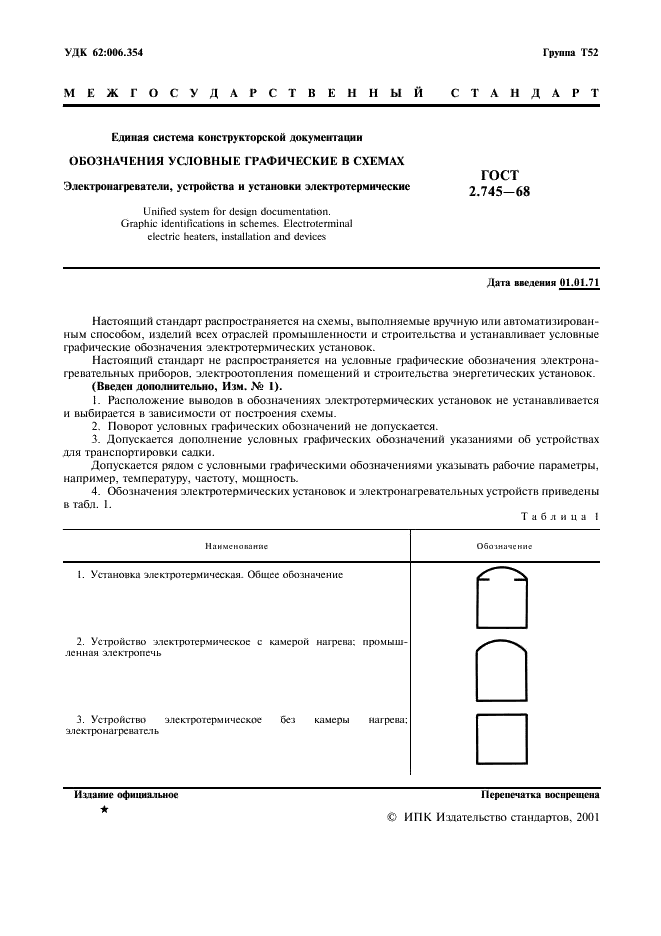 УДК 62:006.354 Группа Т52
МЕЖГОСУДАРСТВЕННЫЙ СТАНДАРТ
Единая система конструкторской документации
ОБОЗНАЧЕНИЯ УСЛОВНЫЕ ГРАФИЧЕСКИЕ В СХЕМАХ
Электронагреватели, устройства и установки электротермические
Unified system for design documentation.
Graphic identifications in schemes. Electroterminal
electric heaters, installation and devices
ГОСТ
2.745—68
Дата введения 01.01.71
Настоящий стандарт распространяется на схемы, выполняемые вручную или автоматизирован-
ным способом, изделий всех отраслей промышленности и строительства и устанавливает условные
графические обозначения электротермических установок.
Настоящий стандарт не распространяется на условные графические обозначения электрона-
гревательных приборов, электроотопления помещений и строительства энергетических установок.
(Введен дополнительно, Изм. № 1).
1. Расположение выводов в обозначениях электротермических установок не устанавливается
и выбирается в зависимости от построения схемы.
2. Поворот условных графических обозначений не допускается.
3. Допускается дополнение условных графических обозначений указаниями об устройствах
для транспортировки садки.
Допускается рядом с условными графическими обозначениями указывать рабочие параметры,
например, температуру, частоту, мощность.
4. Обозначения электротермических установок и электронагревательных устройств приведены
в табл. 1.
Таблица 1
Наименование Обозначение
1. Установка электротермическая. Общее обозначение
2. Устройство электротермическое с камерой нагрева; промыш-
ленная электропечь
3. Устройство электротермическое без камеры нагрева;
электронагреватель
Издание официальное Перепечатка воспрещена
★
© ИПК Издательство стандартов, 2001